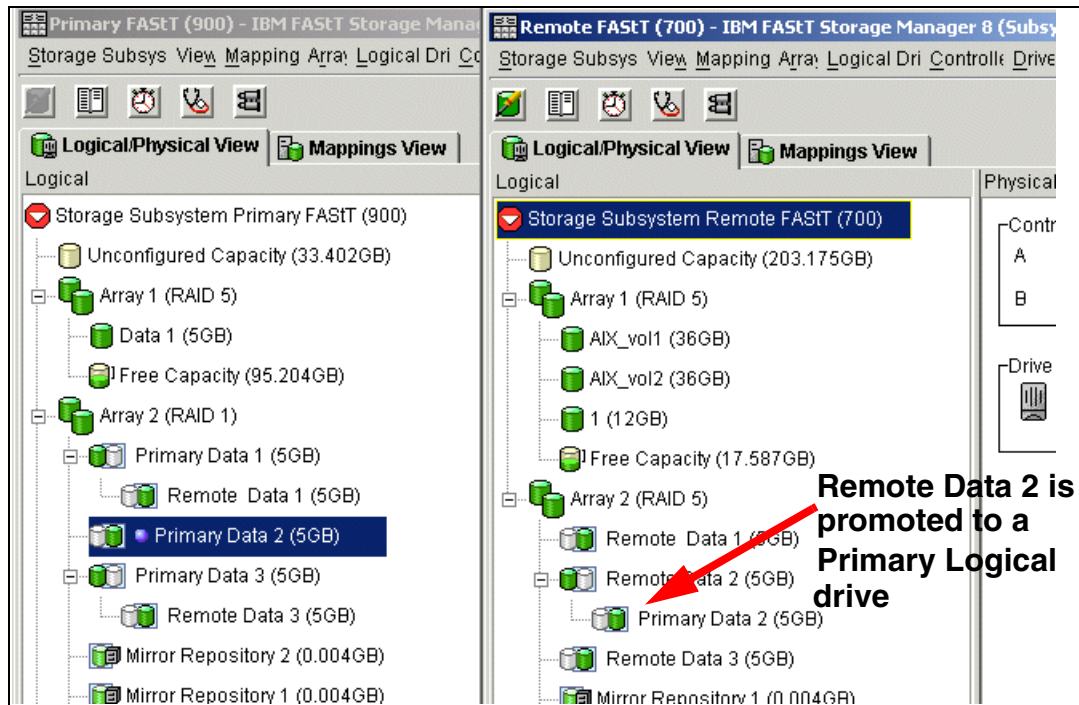 Primary FAStT (900) - IBM FAStT Storage Mana
Storage Subsys View Mapping Array Logical Dri Co
Logical/Physical View Mappings View
Logical
Storage Subsystem Primary FAStT (900)
Unconfigured Capacity (33.402GB)
Array 1 (RAID 5)
Data 1 (5GB)
Free Capacity (95.204GB)
Array 2 (RAID 1)
Primary Data 1 (5GB)
Remote Data 1 (5GB)
Primary Data 2 (5GB)
Primary Data 3 (5GB)
Remote Data 3 (5GB)
Mirror Repository 2 (0.004GB)
Mirror Repository 1 (0.004GB)
Remote FAStT (700) - IBM FAStT Storage Manager 8 (Subsy
Storage Subsys View Mapping Array Logical Dri Controlle Drive
Logical/Physical View Mappings View
Logical
Storage Subsystem Remote FAStT (700)
Unconfigured Capacity (203.175GB)
Array 1 (RAID 5)
AIX_vol1 (36GB)
AIX_vol2 (36GB)
1 (12GB)
Free Capacity (17.587GB)
Array 2 (RAID 5)
Remote Data 1 (5GB)
Remote Data 2 (5GB)
Primary Data 2 (5GB)
Remote Data 3 (5GB)
Mirror Repository 1 (0.004GB)
Physical
Contr
A
B
Drive
Remote Data 2 is
promoted to a
Primary Logical
drive